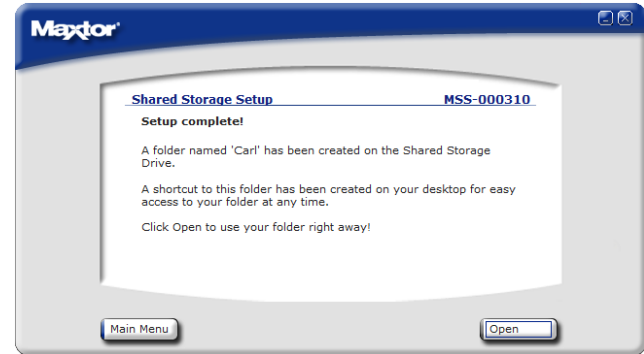 Maxtor
Shared Storage Setup MSS-000310
Setup complete!
A folder named 'Carl' has been created on the Shared Storage
Drive.
A shortcut to this folder has been created on your desktop for easy
access to your folder at any time.
Click Open to use your folder right away!
Main Menu Open